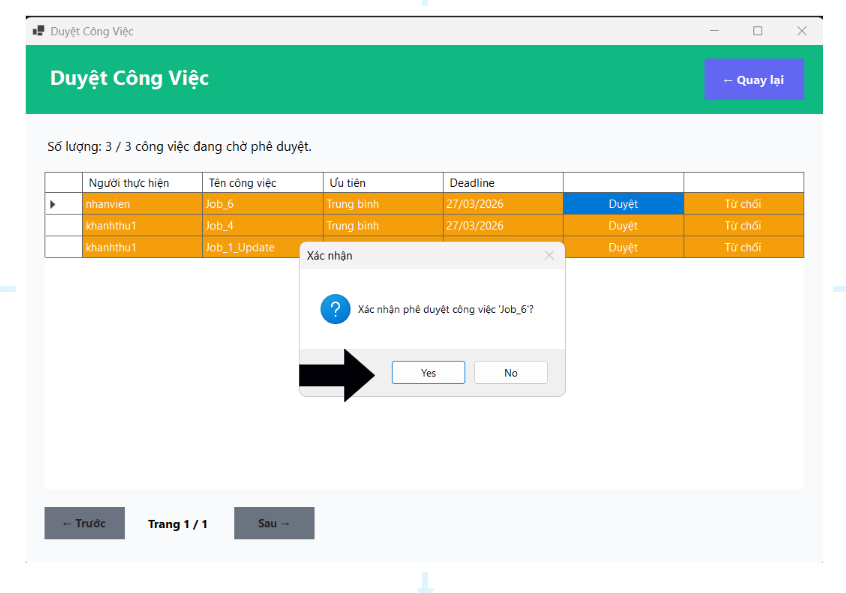 Duyệt Công Việc
Duyệt Công Việc
← Quay lại
Số lượng: 3 / 3 công việc đang chờ phê duyệt.
Người thực hiện Tên công việc Ưu tiên Deadline
nhanvien Job_6 Trung bình 27/03/2026 Duyệt Từ chối
khanhthu1 Job_4 Trung bình 27/03/2026 Duyệt Từ chối
khanhthu1 Job_1_Update Duyệt Từ chối
Xác nhận
?
Xác nhận phê duyệt công việc 'Job_6'?
Yes No
← Trước Trang 1 / 1 Sau →